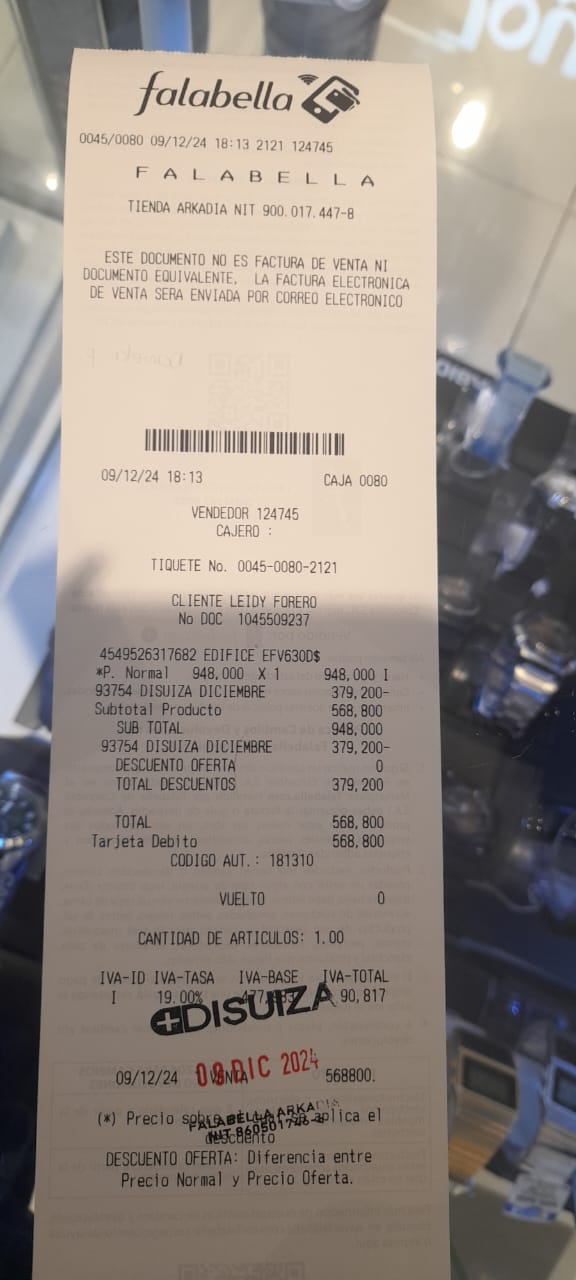 falabella
0045/0080 09/12/24 18:13 2121 124745
FALABELLA
TIENDA ARKADIA NIT 900.017.447-8
ESTE DOCUMENTO NO ES FACTURA DE VENTA NI
DOCUMENTO EQUIVALENTE, LA FACTURA ELECTRONICA
DE VENTA SERA ENVIADA POR CORREO ELECTRONICO
09/12/24 18:13 CAJA 0080
VENDEDOR 124745
CAJERO :
TIQUETE No. 0045-0080-2121
CLIENTE LEIDY FORERO
No DOC 1045509237
4549526317682 EDIFICE EFV630D$
*P. Normal 948,000 X 1 948,000 I
93754 DISUIZA DICIEMBRE 379,200-
Subtotal Producto 568,800
SUB TOTAL 948,000
93754 DISUIZA DICIEMBRE 379,200-
DESCUENTO OFERTA 0
TOTAL DESCUENTOS 379,200
TOTAL 568,800
Tarjeta Debito 568,800
CODIGO AUT.: 181310
VUELTO 0
CANTIDAD DE ARTICULOS: 1.00
IVA-ID IVA-TASA IVA-BASE IVA-TOTAL
I 19.00% 90,817
DISUIZA
09/12/24 VENTA 568800.
09 DIC 2024
(*) Precio sobre el cual se aplica el
descuento
FALABELLA ARKADIA
NIT 860501746-
DESCUENTO OFERTA: Diferencia entre
Precio Normal y Precio Oferta.